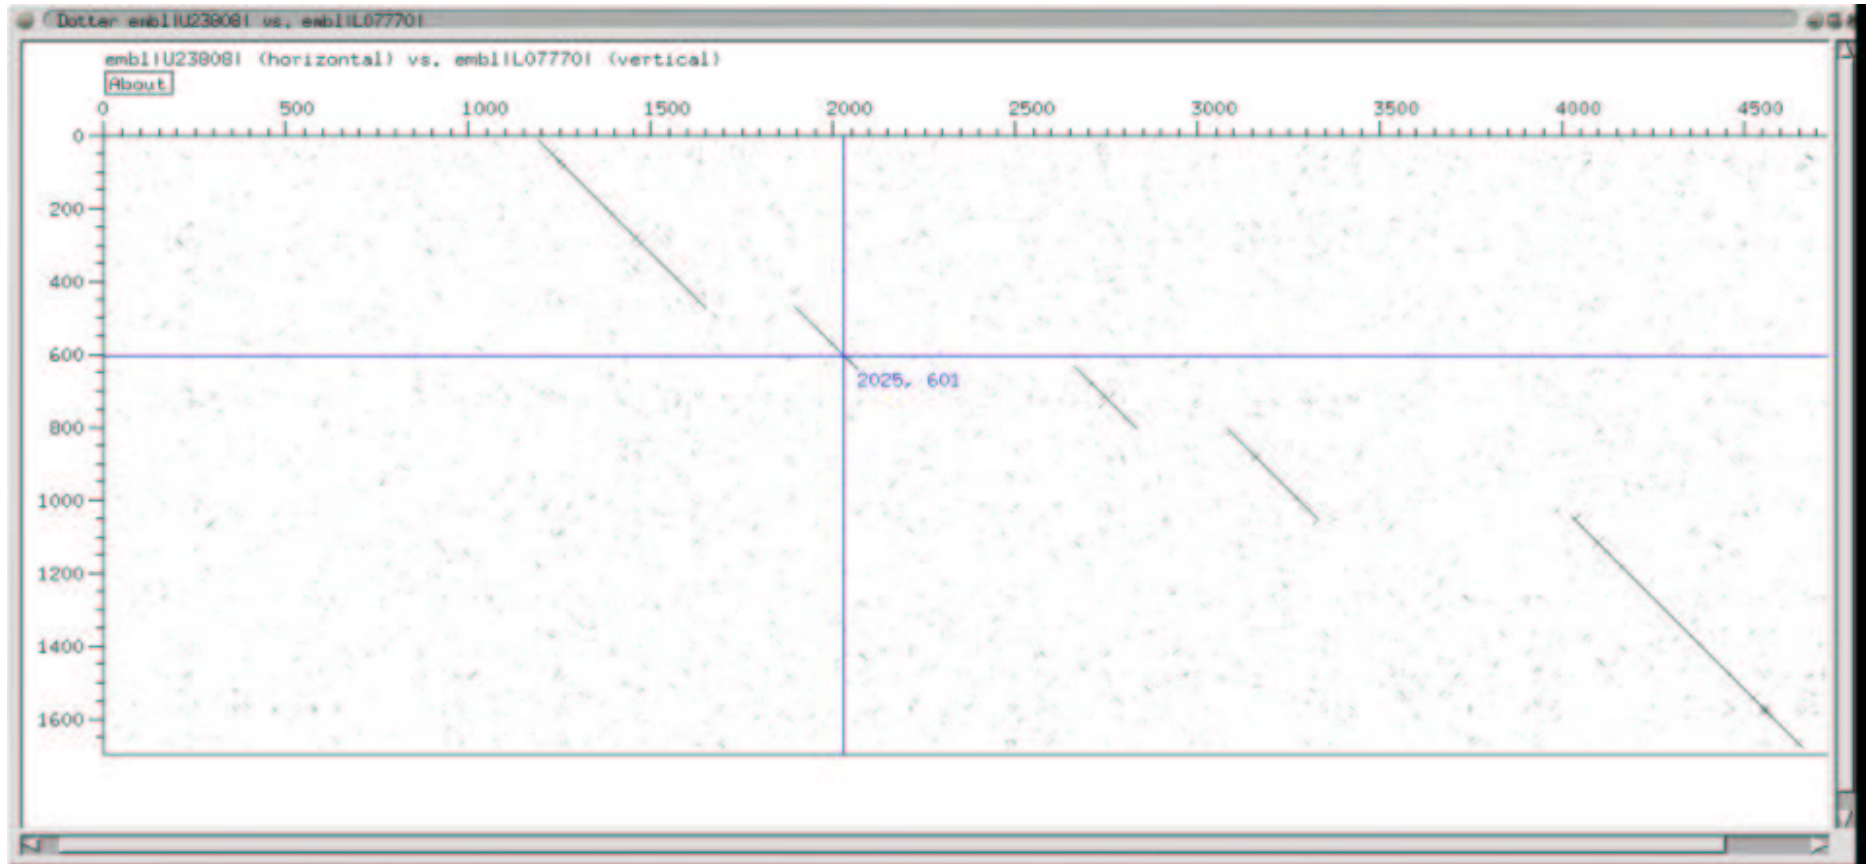 Dotter embl|U23808| vs. embl|L07770|
embl|U23808| (horizontal) vs. embl|L07770| (vertical)
About
0 500 1000 1500 2000 2500 3000 3500 4000 4500
0
200
400
600
2025, 601
800
1000
1200
1400
1600